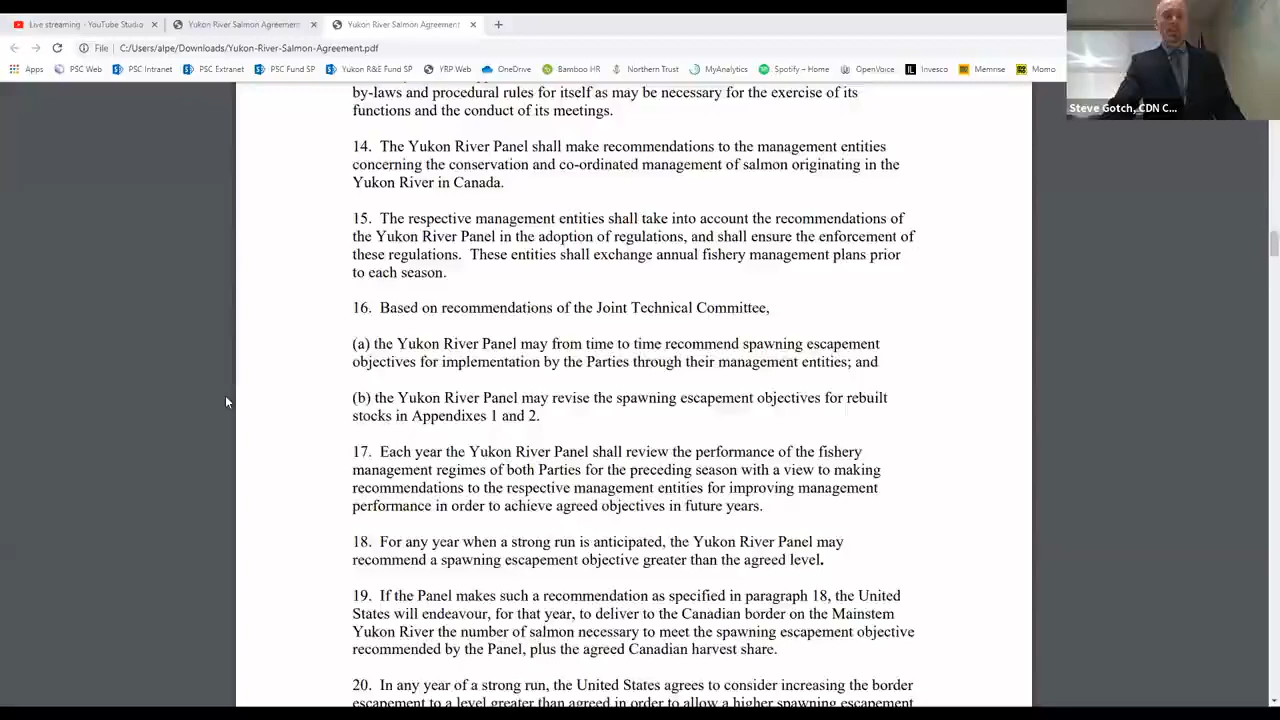 Live streaming - YouTube Studio
Yukon River Salmon Agreement
Yukon River Salmon Agreement
File C:/Users/alpe/Downloads/Yukon-River-Salmon-Agreement.pdf
Apps PSC Web PSC Intranet PSC Extranet PSC Fund SP Yukon R&E Fund SP YRP Web OneDrive Bamboo HR Northern Trust MyAnalytics Spotify – Home OpenVoice Invesco Memrise Momo
Steve Gotch, CDN C...
by-laws and procedural rules for itself as may be necessary for the exercise of its
functions and the conduct of its meetings.
14. The Yukon River Panel shall make recommendations to the management entities
concerning the conservation and co-ordinated management of salmon originating in the
Yukon River in Canada.
15. The respective management entities shall take into account the recommendations of
the Yukon River Panel in the adoption of regulations, and shall ensure the enforcement of
these regulations. These entities shall exchange annual fishery management plans prior
to each season.
16. Based on recommendations of the Joint Technical Committee,
(a) the Yukon River Panel may from time to time recommend spawning escapement
objectives for implementation by the Parties through their management entities; and
(b) the Yukon River Panel may revise the spawning escapement objectives for rebuilt
stocks in Appendixes 1 and 2.
17. Each year the Yukon River Panel shall review the performance of the fishery
management regimes of both Parties for the preceding season with a view to making
recommendations to the respective management entities for improving management
performance in order to achieve agreed objectives in future years.
18. For any year when a strong run is anticipated, the Yukon River Panel may
recommend a spawning escapement objective greater than the agreed level.
19. If the Panel makes such a recommendation as specified in paragraph 18, the United
States will endeavour, for that year, to deliver to the Canadian border on the Mainstem
Yukon River the number of salmon necessary to meet the spawning escapement objective
recommended by the Panel, plus the agreed Canadian harvest share.
20. In any year of a strong run, the United States agrees to consider increasing the border
escapement to a level greater than agreed in order to allow a higher spawning escapement